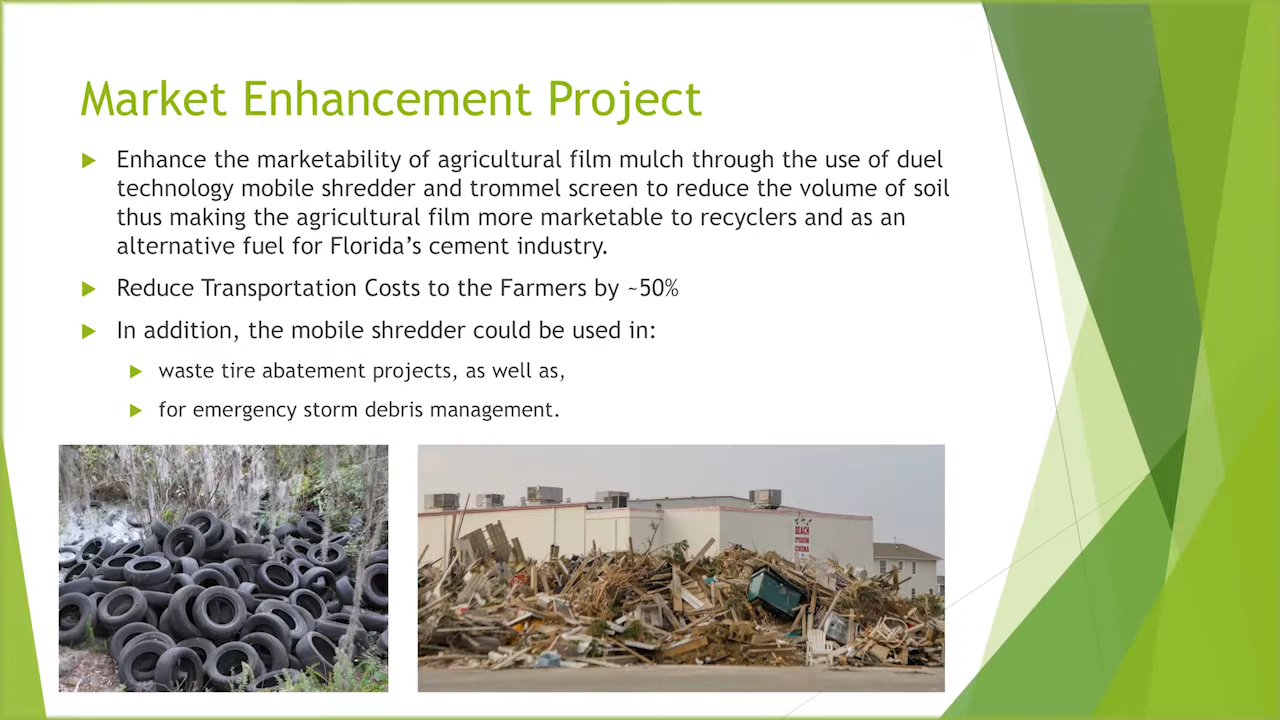 Market Enhancement Project
Enhance the marketability of agricultural film mulch through the use of duel
technology mobile shredder and trommel screen to reduce the volume of soil
thus making the agricultural film more marketable to recyclers and as an
alternative fuel for Florida's cement industry.
Reduce Transportation Costs to the Farmers by ~50%
In addition, the mobile shredder could be used in:
waste tire abatement projects, as well as,
for emergency storm debris management.
BEACH